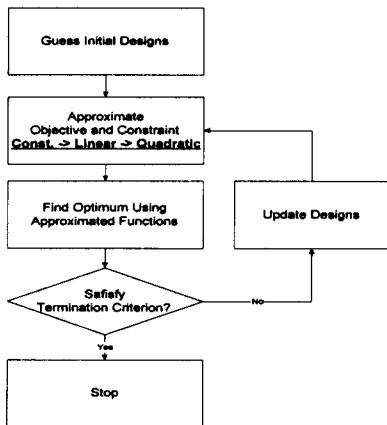 Guess Initial Designs
Approximate
Objective and Constraint
Const. -> Linear -> Quadratic
Find Optimum Using
Approximated Functions
Update Designs
Safisfy
Termination Criterion?
No
Yes
Stop